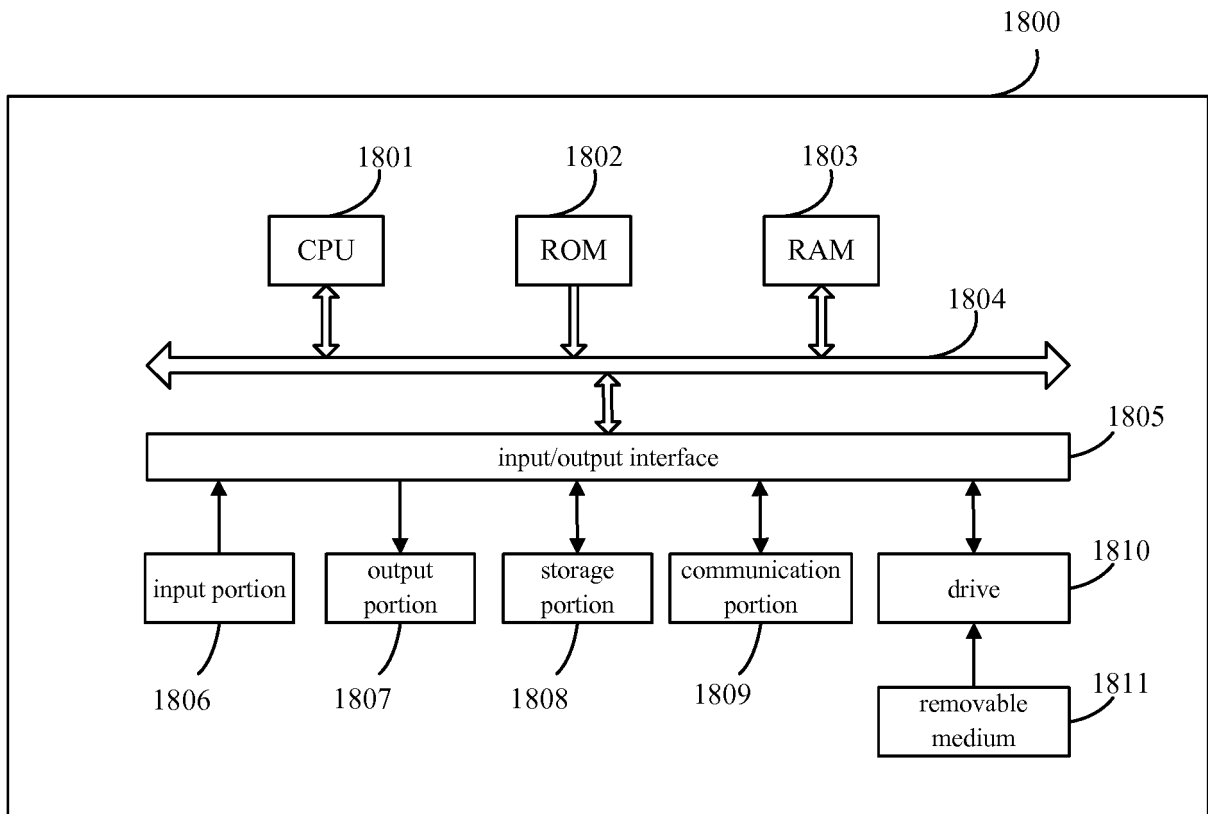 1800
1801
1802
1803
CPU
ROM
RAM
1804
1805
input/output interface
1810
input portion
output
portion
storage
portion
communication
portion
drive
1806
1807
1808
1809
1811
removable
medium